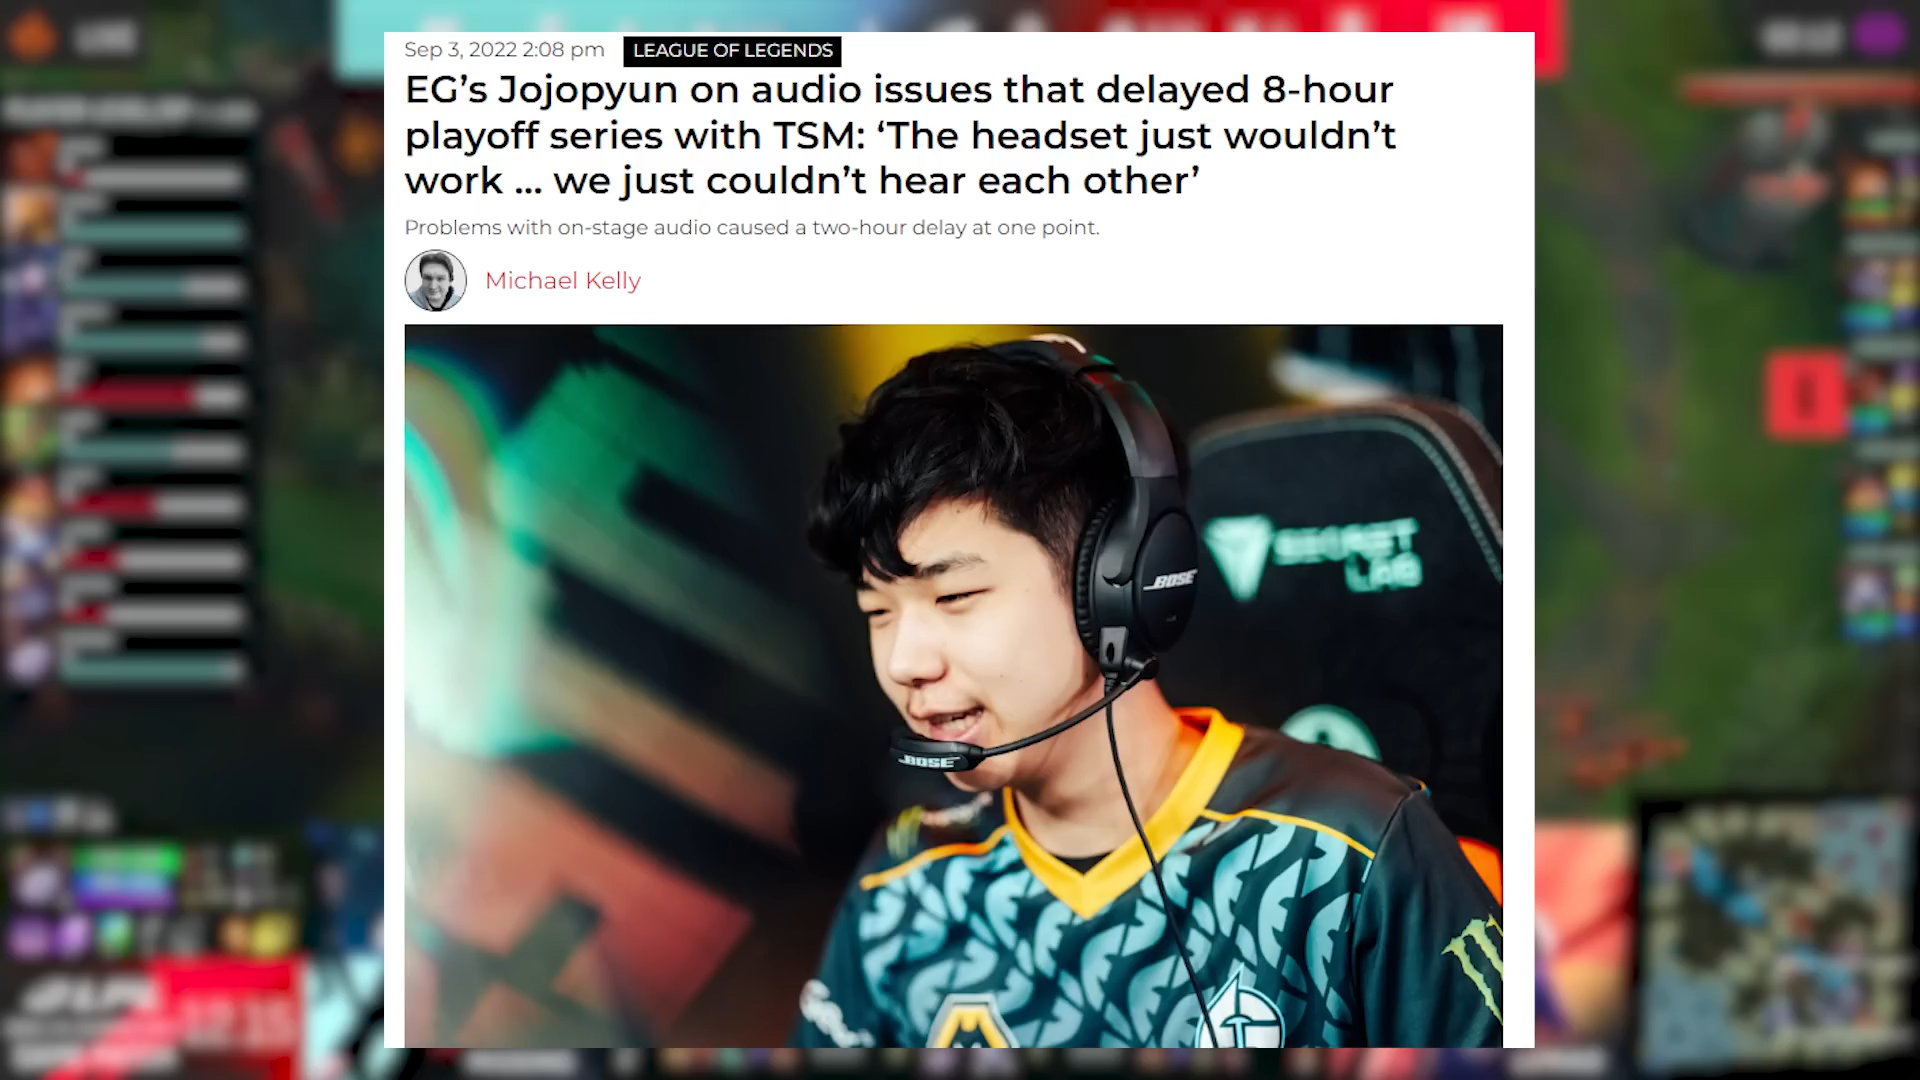 Sep 3, 2022 2:08 pm LEAGUE OF LEGENDS
EG’s Jojopyun on audio issues that delayed 8-hour
playoff series with TSM: ‘The headset just wouldn’t
work ... we just couldn’t hear each other’
Problems with on-stage audio caused a two-hour delay at one point.
Michael Kelly
BOSE
SECRET
LAB
BOSE